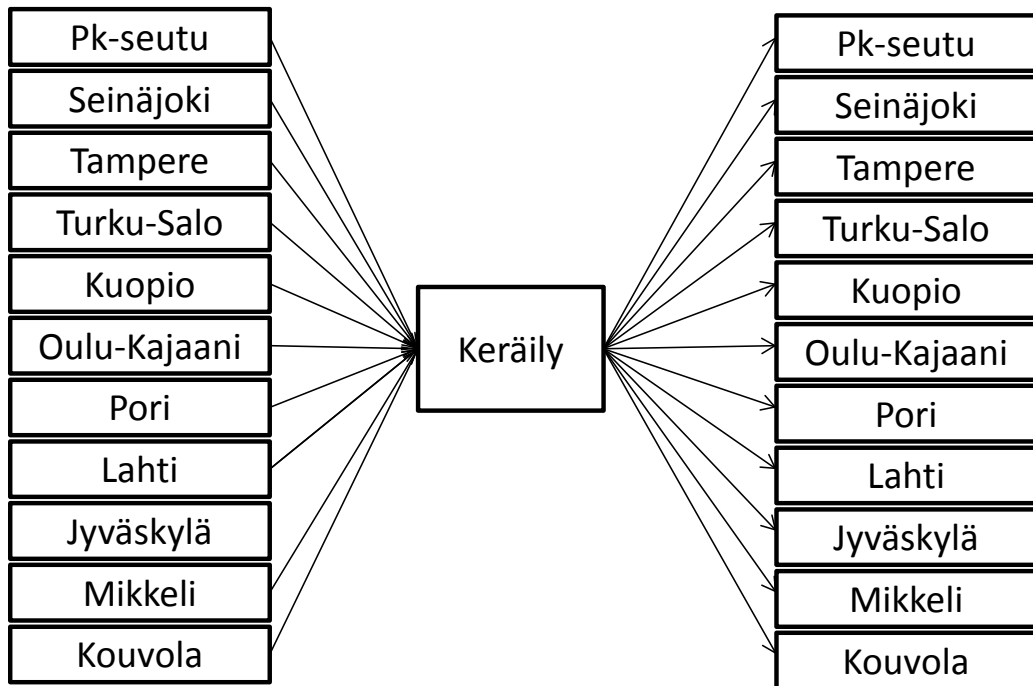 Pk-seutu
Seinäjoki
Tampere
Turku-Salo
Kuopio
Oulu-Kajaani
Pori
Lahti
Jyväskylä
Mikkeli
Kouvola
Keräily
Pk-seutu
Seinäjoki
Tampere
Turku-Salo
Kuopio
Oulu-Kajaani
Pori
Lahti
Jyväskylä
Mikkeli
Kouvola